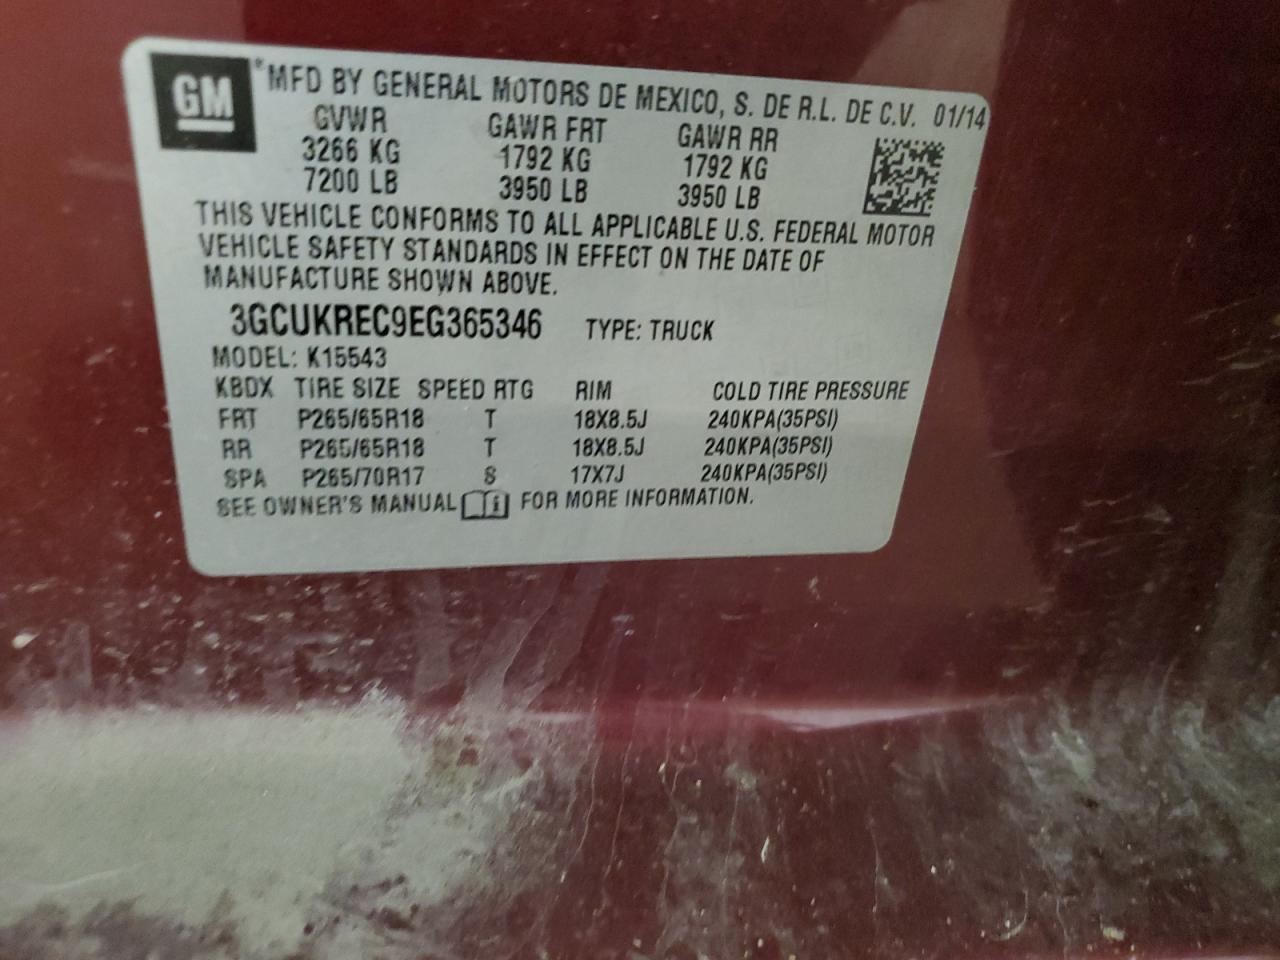 GM
MFD BY GENERAL MOTORS DE MEXICO, S. DE R.L. DE C.V. 01/14
GVWR GAWR FRT GAWR RR
3266 KG 1792 KG 1792 KG
7200 LB 3950 LB 3950 LB
THIS VEHICLE CONFORMS TO ALL APPLICABLE U.S. FEDERAL MOTOR
VEHICLE SAFETY STANDARDS IN EFFECT ON THE DATE OF
MANUFACTURE SHOWN ABOVE.
3GCUKREC9EG365346 TYPE: TRUCK
MODEL: K15543
KBDX TIRE SIZE SPEED RTG RIM COLD TIRE PRESSURE
FRT P265/65R18 T 18X8.5J 240KPA(35PSI)
RR P265/65R18 T 18X8.5J 240KPA(35PSI)
SPA P265/70R17 S 17X7J 240KPA(35PSI)
SEE OWNER'S MANUAL i FOR MORE INFORMATION.